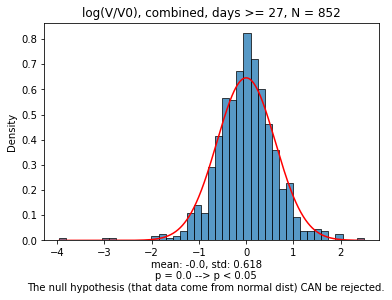 log(V/V0), combined, days >= 27, N = 852
0.8
0.7
0.6
0.5
0.4
0.3
0.2
0.1
0.0
Density
−4 −3 −2 −1 0 1 2
mean: -0.0, std: 0.618
p = 0.0 --> p < 0.05
The null hypothesis (that data come from normal dist) CAN be rejected.